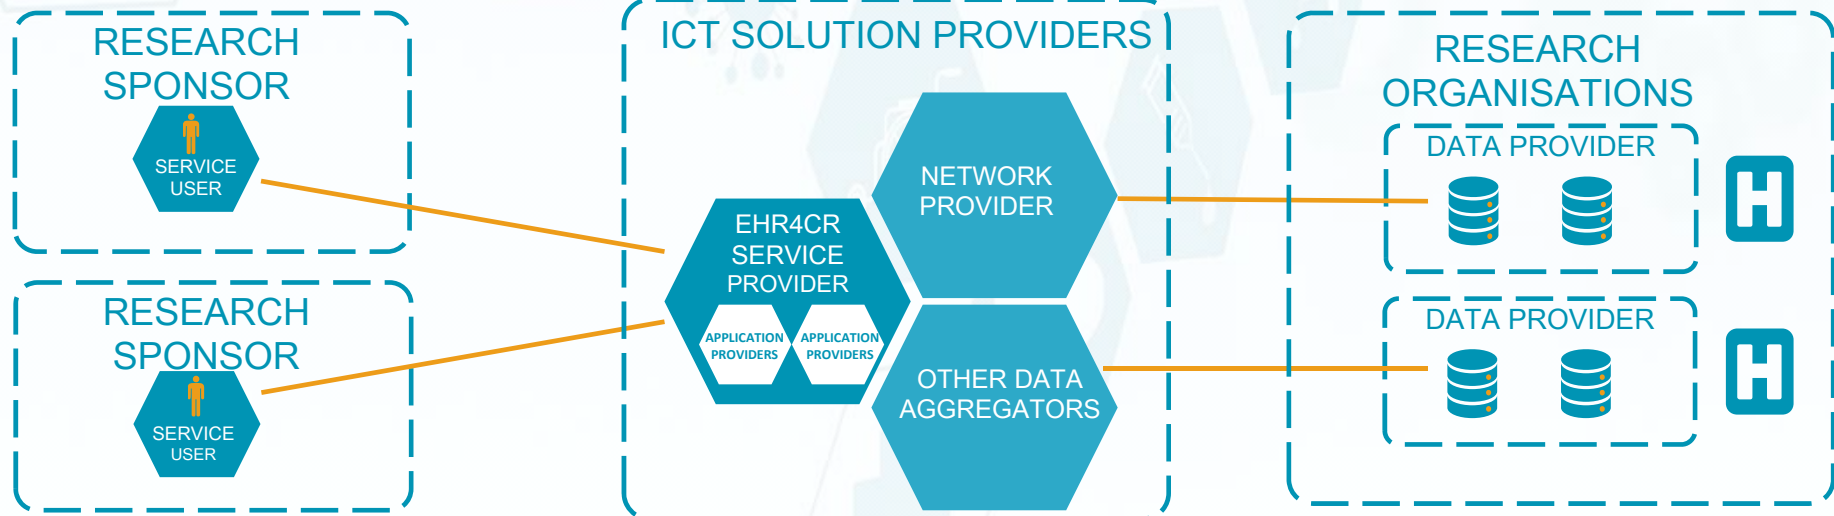 RESEARCH
SPONSOR
SERVICE
USER
RESEARCH
SPONSOR
SERVICE
USER
ICT SOLUTION PROVIDERS
NETWORK
PROVIDER
EHR4CR
SERVICE
PROVIDER
APPLICATION
PROVIDERS
APPLICATION
PROVIDERS
OTHER DATA
AGGREGATORS
RESEARCH
ORGANISATIONS
DATA PROVIDER
H
DATA PROVIDER
H